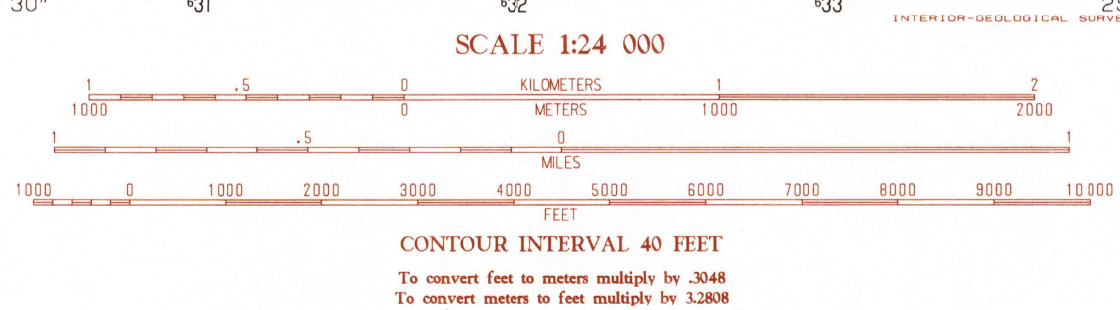 30" 631 632 633
INTERIOR-GEOLOGICAL SURVE
SCALE 1:24 000
1 .5 0 KILOMETERS 1 2
1000 0 METERS 1000 2000
1 .5 0 1
MILES
1000 0 1000 2000 3000 4000 5000 6000 7000 8000 9000 10 000
FEET
CONTOUR INTERVAL 40 FEET
To convert feet to meters multiply by .3048
To convert meters to feet multiply by 3.2808